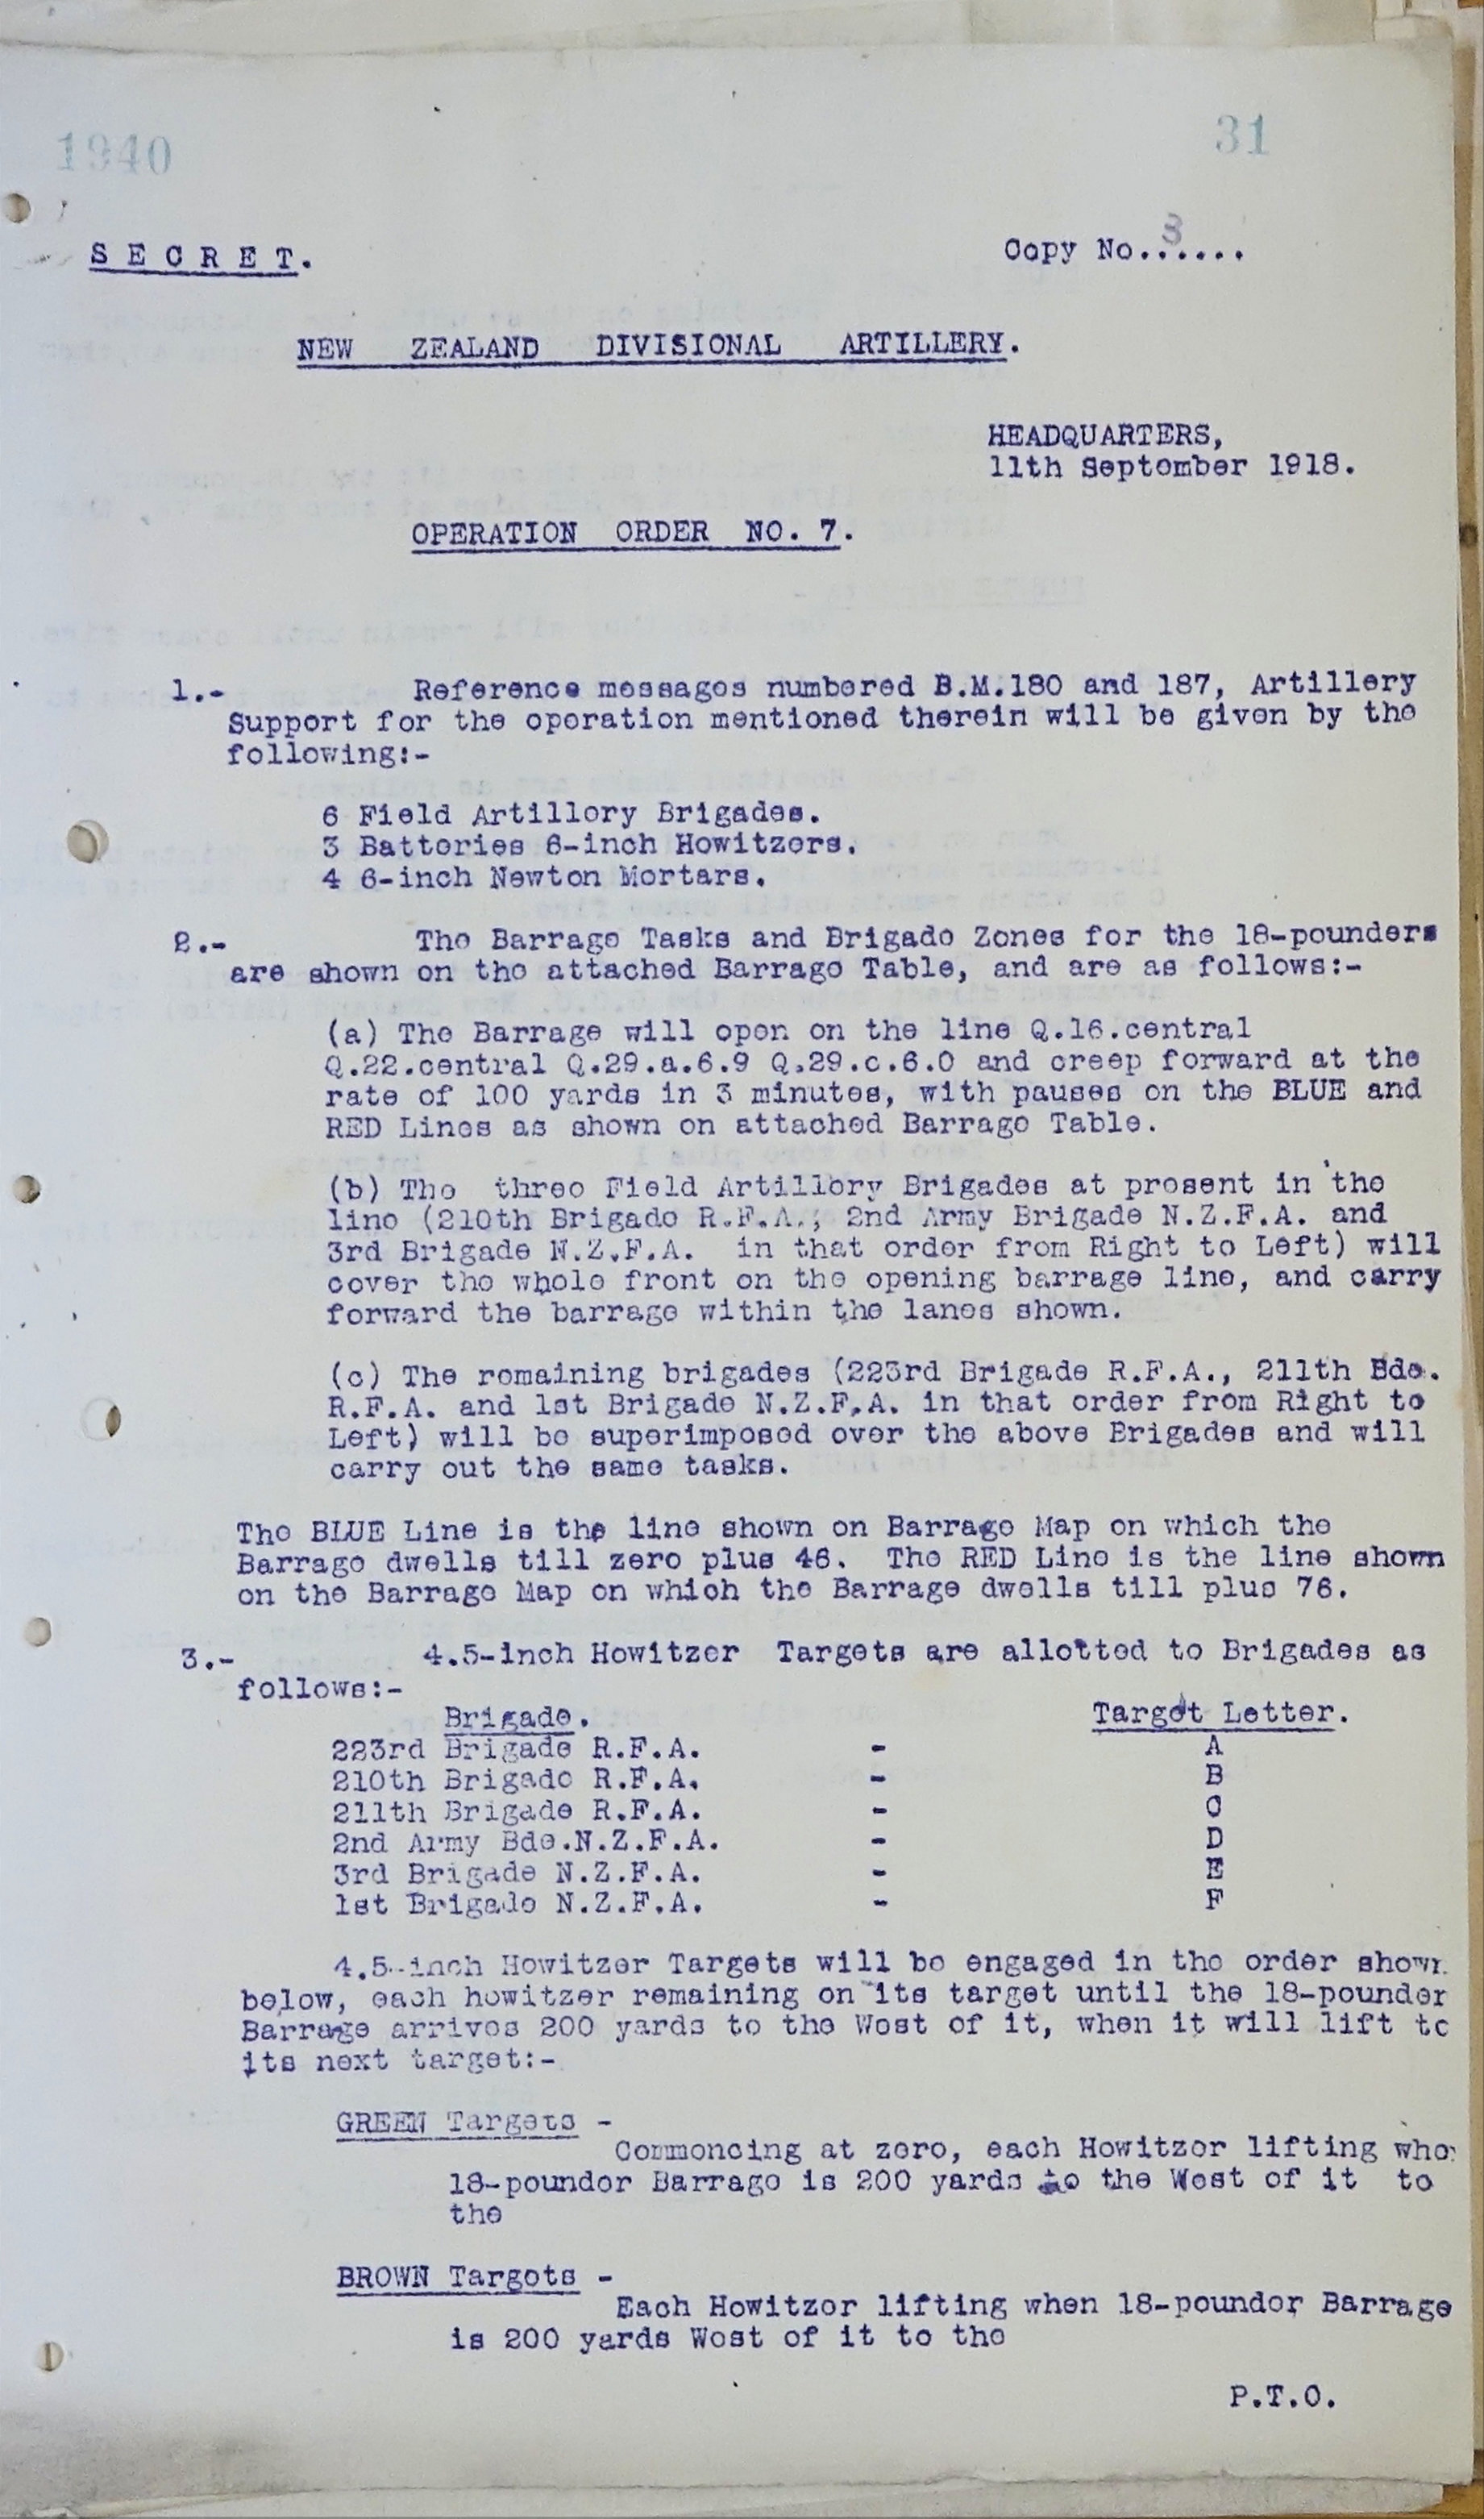 1940
31
S E C R E T.
Copy No.3.....
NEW ZEALAND DIVISIONAL ARTILLERY.
HEADQUARTERS,
11th September 1918.
OPERATION ORDER NO. 7.
1.- Reference messages numbered B.M.180 and 187, Artillery
Support for the operation mentioned therein will be given by the
following:-
6 Field Artillery Brigades.
3 Batteries 6-inch Howitzers.
4 6-inch Newton Mortars.
2.- The Barrage Tasks and Brigade Zones for the 18-pounders
are shown on the attached Barrage Table, and are as follows:-
(a) The Barrage will open on the line Q.16.central
Q.22.central Q.29.a.6.9 Q.29.c.6.0 and creep forward at the
rate of 100 yards in 3 minutes, with pauses on the BLUE and
RED Lines as shown on attached Barrage Table.
(b) The three Field Artillery Brigades at present in the
line (210th Brigade R.F.A., 2nd Army Brigade N.Z.F.A. and
3rd Brigade N.Z.F.A. in that order from Right to Left) will
cover the whole front on the opening barrage line, and carry
forward the barrage within the lanes shown.
(c) The remaining brigades (223rd Brigade R.F.A., 211th Bde.
R.F.A. and 1st Brigade N.Z.F.A. in that order from Right to
Left) will be superimposed over the above Brigades and will
carry out the same tasks.
The BLUE Line is the line shown on Barrage Map on which the
Barrage dwells till zero plus 46. The RED Line is the line shown
on the Barrage Map on which the Barrage dwells till plus 76.
3.- 4.5-inch Howitzer Targets are allotted to Brigades as
follows:-
Brigade. Target Letter.
223rd Brigade R.F.A. - A
210th Brigade R.F.A. - B
211th Brigade R.F.A. - C
2nd Army Bde.N.Z.F.A. - D
3rd Brigade N.Z.F.A. - E
1st Brigade N.Z.F.A. - F
4.5-inch Howitzer Targets will be engaged in the order shown
below, each howitzer remaining on its target until the 18-pounder
Barrage arrives 200 yards to the West of it, when it will lift to
its next target:-
GREEN Targets -
Commencing at zero, each Howitzer lifting when
18-pounder Barrage is 200 yards to the West of it to
the
BROWN Targets -
Each Howitzer lifting when 18-pounder Barrage
is 200 yards West of it to the
P.T.O.